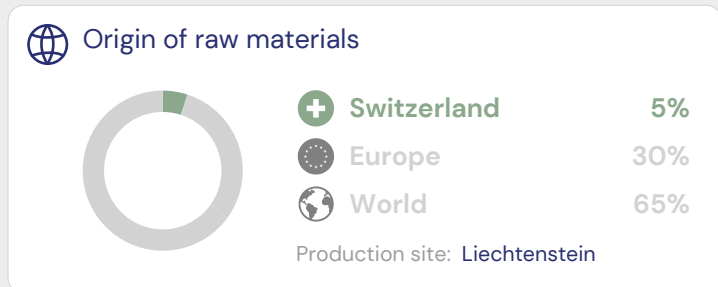 Origin of raw materials
Switzerland 5%
Europe 30%
World 65%
Production site: Liechtenstein